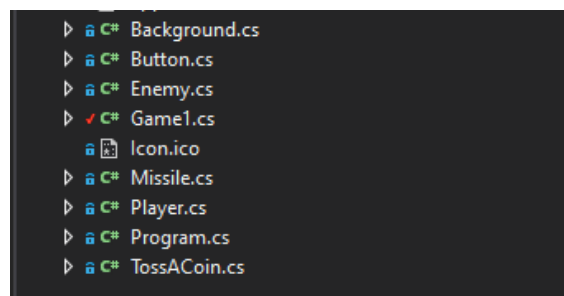 C# Background.cs
C# Button.cs
C# Enemy.cs
C# Game1.cs
Icon.ico
C# Missile.cs
C# Player.cs
C# Program.cs
C# TossACoin.cs